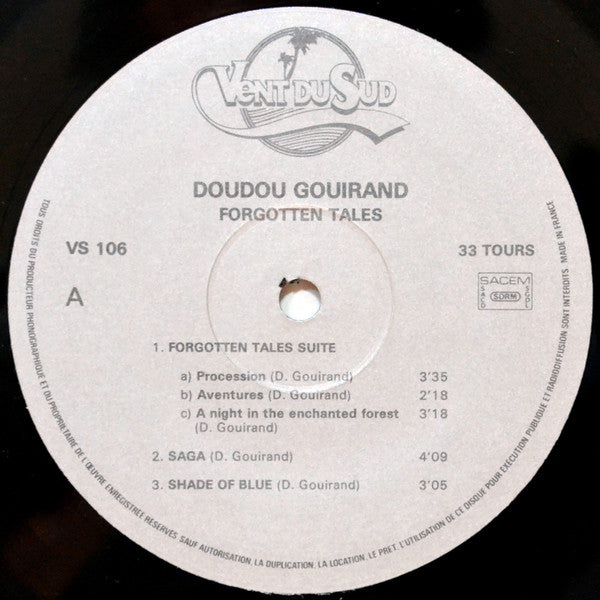 VENT DU SUD
DOUDOU GOUIRAND
FORGOTTEN TALES
VS 106
33 TOURS
A
SACEM
SACD
SDRM
SGDL
1. FORGOTTEN TALES SUITE
a) Procession (D. Gouirand) 3'35
b) Aventures (D. Gouirand) 2'18
c) A night in the enchanted forest 3'18
(D. Gouirand)
2. SAGA (D. Gouirand) 4'09
3. SHADE OF BLUE (D. Gouirand) 3'05
TOUS DROITS DU PRODUCTEUR PHONOGRAPHIQUE ET DU PROPRIETAIRE DE L'ŒUVRE ENREGISTREE RESERVES. SAUF AUTORISATION, LA DUPLICATION, LA LOCATION, LE PRET, L'UTILISATION DE CE DISQUE POUR EXECUTION PUBLIQUE ET RADIODIFFUSION SONT INTERDITS. MADE IN FRANCE